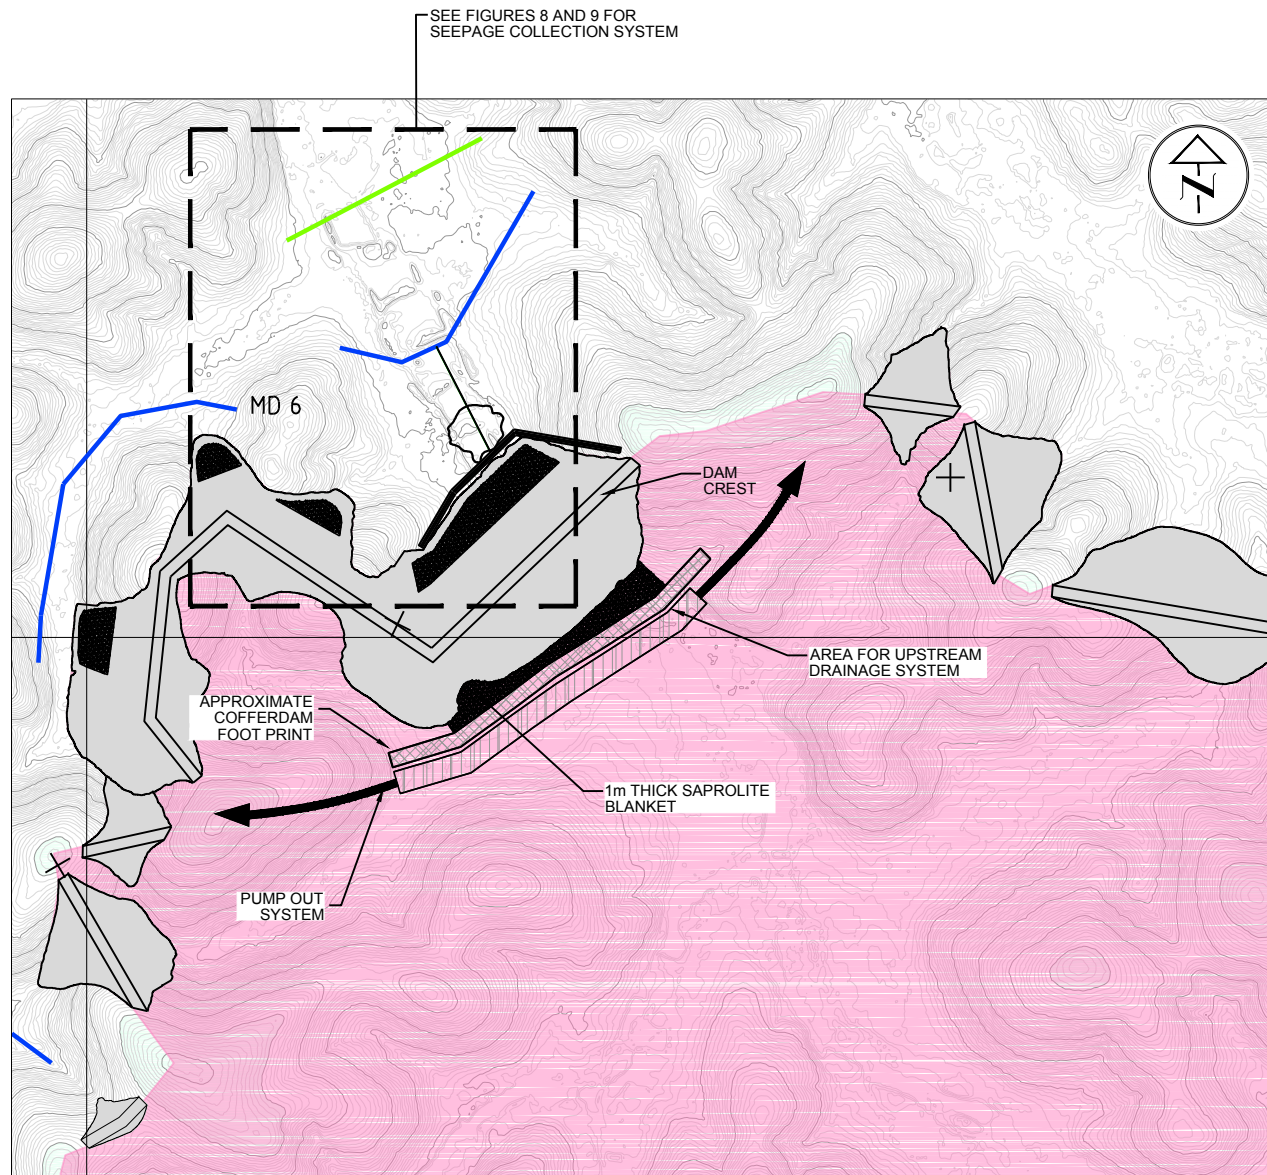 SEE FIGURES 8 AND 9 FOR
SEEPAGE COLLECTION SYSTEM
N
MD 6
DAM
CREST
AREA FOR UPSTREAM
DRAINAGE SYSTEM
APPROXIMATE
COFFERDAM
FOOT PRINT
1m THICK SAPROLITE
BLANKET
PUMP OUT
SYSTEM